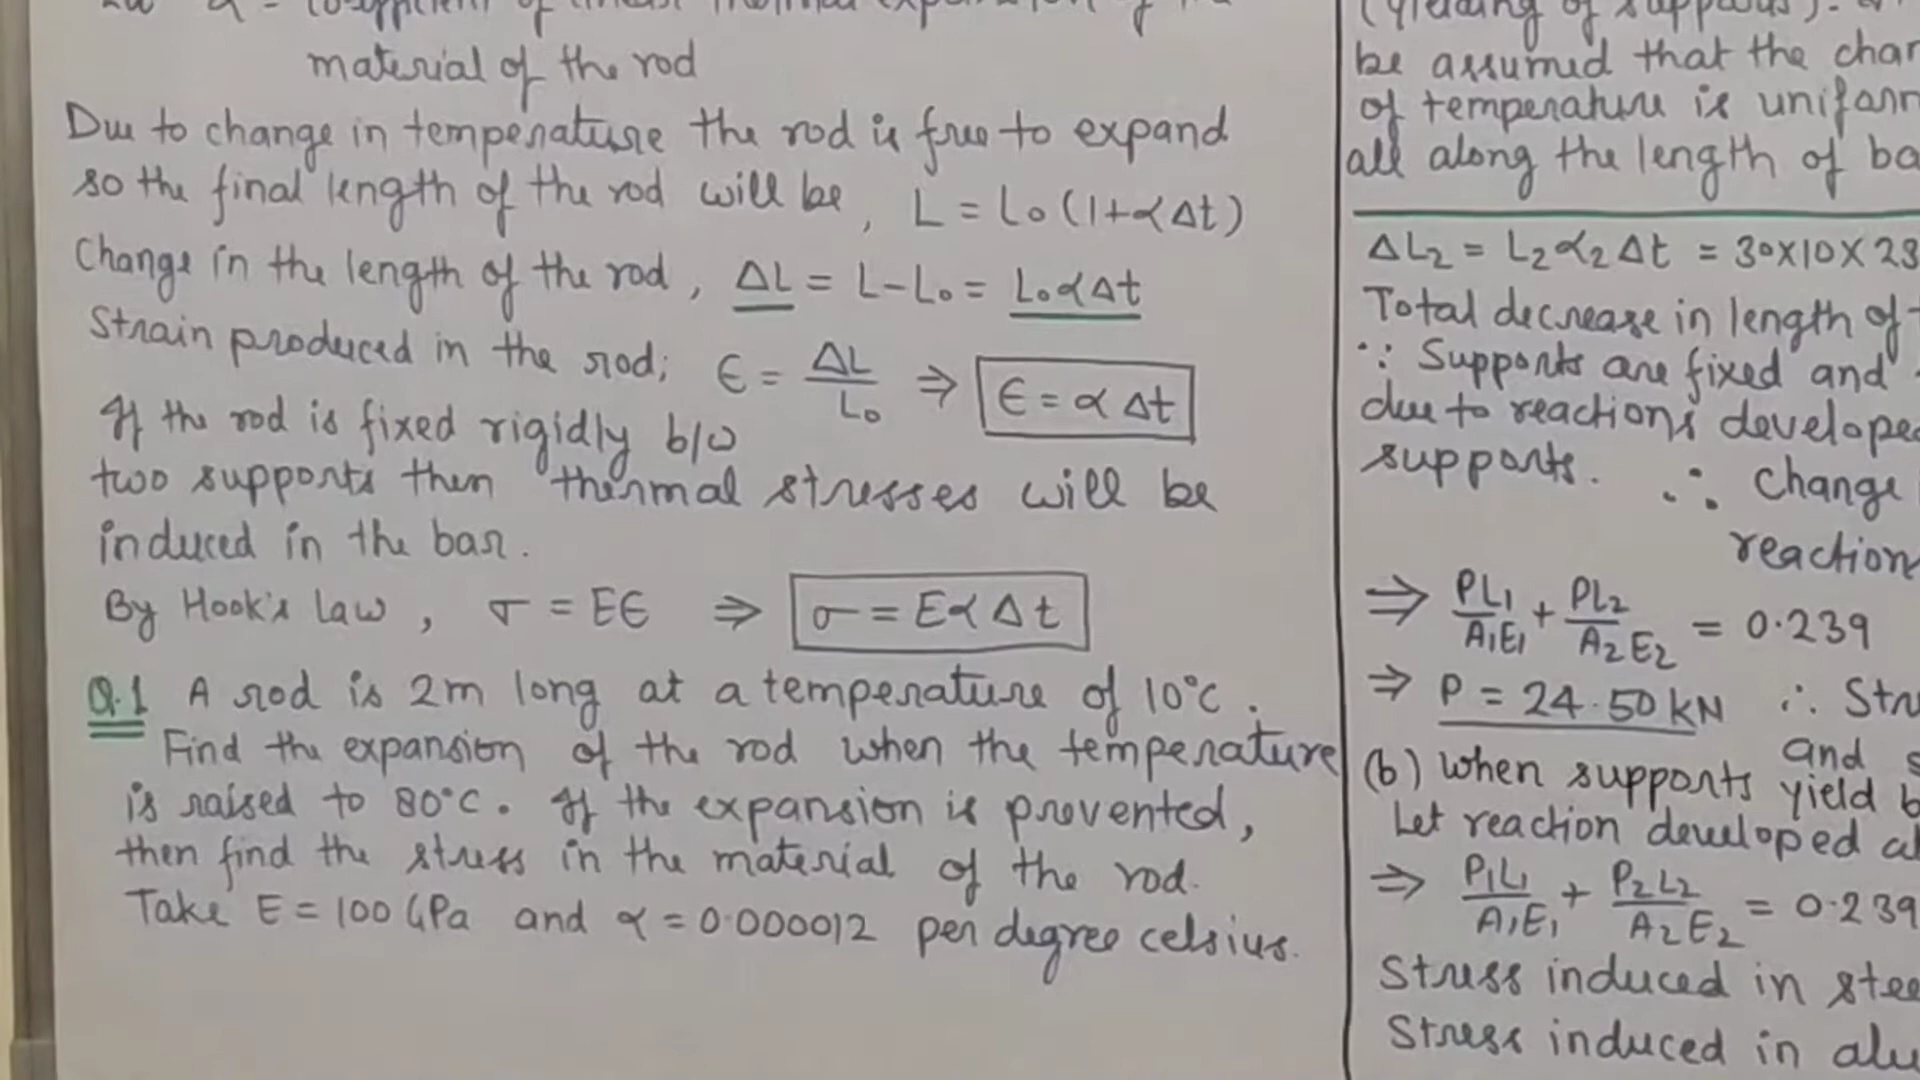 material of the rod
Due to change in temperature the rod is free to expand
so the final length of the rod will be, L = L₀(1+αΔt)
Change in the length of the rod, ΔL = L-L₀ = L₀αΔt
Strain produced in the rod; ϵ = ΔL/L₀ ⇒ ϵ = αΔt
If the rod is fixed rigidly b/w
two supports then thermal stresses will be
induced in the bar.
By Hook's law, σ = Eϵ ⇒ σ = EαΔt
Q.1 A rod is 2m long at a temperature of 10°C.
Find the expansion of the rod when the temperature
is raised to 80°C. If the expansion is prevented,
then find the stress in the material of the rod.
Take E = 100 GPa and α = 0.000012 per degree celsius.
(yielding of supports).
be assumed that the
of temperature is
all along the length of
ΔL₂ = L₂α₂Δt = 30×10×23
Total decrease in length of
∵ Supports are fixed and
due to reactions
supports. ∴ Change
reaction
⇒ PL₁/A₁E₁ + PL₂/A₂E₂ = 0.239
⇒ P = 24.50 kN ∴
and
(b) When supports yield
Let reaction developed
⇒ P₁L₁/A₁E₁ + P₂L₂/A₂E₂ = 0.239
Stress induced in
Stress induced in